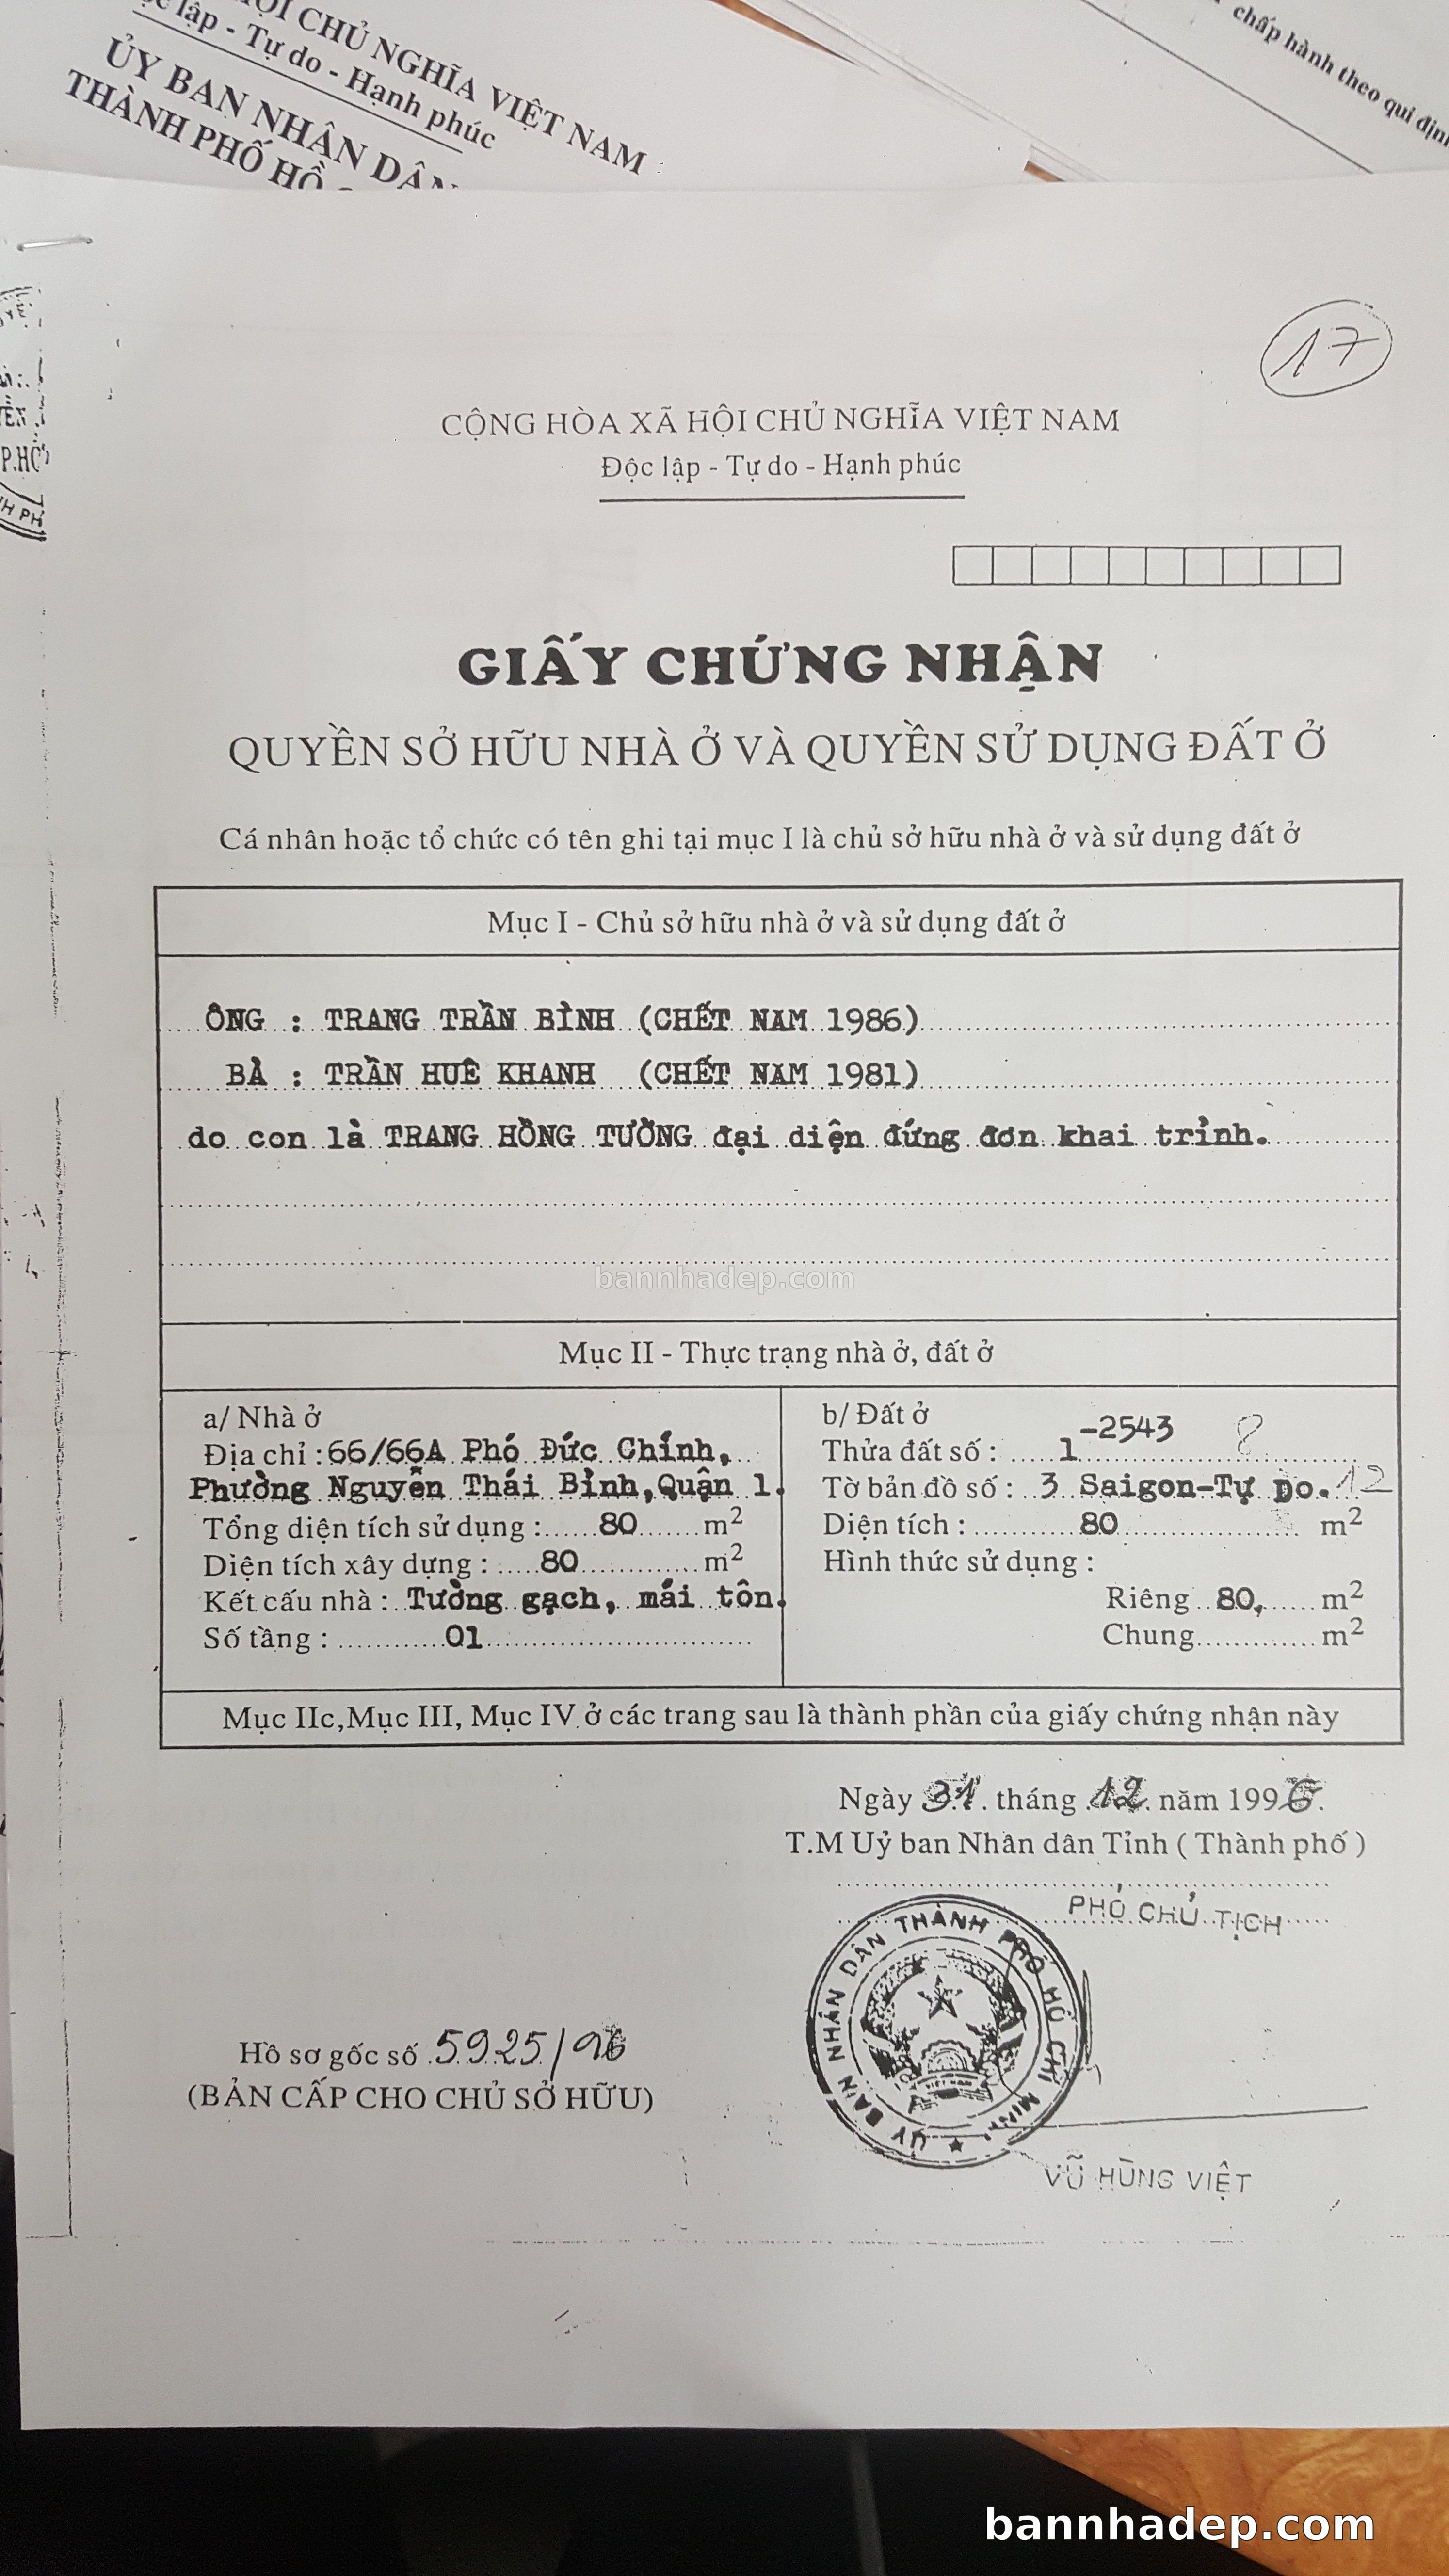 ỘI CHỦ NGHĨA VIỆT NAM
lập - Tự do - Hạnh phúc
ỦY BAN NHÂN DÂN
THÀNH PHỐ HỒ
chấp hành theo qui định
P.HỒ
17
CỘNG HÒA XÃ HỘI CHỦ NGHĨA VIỆT NAM
Độc lập - Tự do - Hạnh phúc
GIẤY CHỨNG NHẬN
QUYỀN SỞ HỮU NHÀ Ở VÀ QUYỀN SỬ DỤNG ĐẤT Ở
Cá nhân hoặc tổ chức có tên ghi tại mục I là chủ sở hữu nhà ở và sử dụng đất ở
Mục I - Chủ sở hữu nhà ở và sử dụng đất ở
ÔNG : TRANG TRẦN BÌNH (CHẾT NAM 1986)
BÀ : TRẦN HUÊ KHANH (CHẾT NAM 1981)
do con là TRANG HỒNG TƯỜNG đại diện đứng đơn khai trình.
bannhadep.com
Mục II - Thực trạng nhà ở, đất ở
a/ Nhà ở
Địa chỉ : 66/66A Phó Đức Chính,
Phường Nguyễn Thái Bình, Quận 1.
Tổng diện tích sử dụng : 80 m2
Diện tích xây dựng : 80 m2
Kết cấu nhà : Tường gạch, mái tôn.
Số tầng : 01
b/ Đất ở
Thửa đất số : 1-2543 8
Tờ bản đồ số : 3 Saigon-Tự Do. 12
Diện tích : 80 m2
Hình thức sử dụng :
Riêng 80, m2
Chung m2
Mục IIc, Mục III, Mục IV ở các trang sau là thành phần của giấy chứng nhận này
Ngày 31 tháng 12 năm 1996
T.M Uỷ ban Nhân dân Tỉnh ( Thành phố )
PHÓ CHỦ TỊCH
ỦY BAN NHÂN DÂN THÀNH PHỐ HỒ CHÍ MINH
VIỆT NAM
Hồ sơ gốc số 5925/96
(BẢN CẤP CHO CHỦ SỞ HỮU)
VŨ HÙNG VIỆT
bannhadep.com